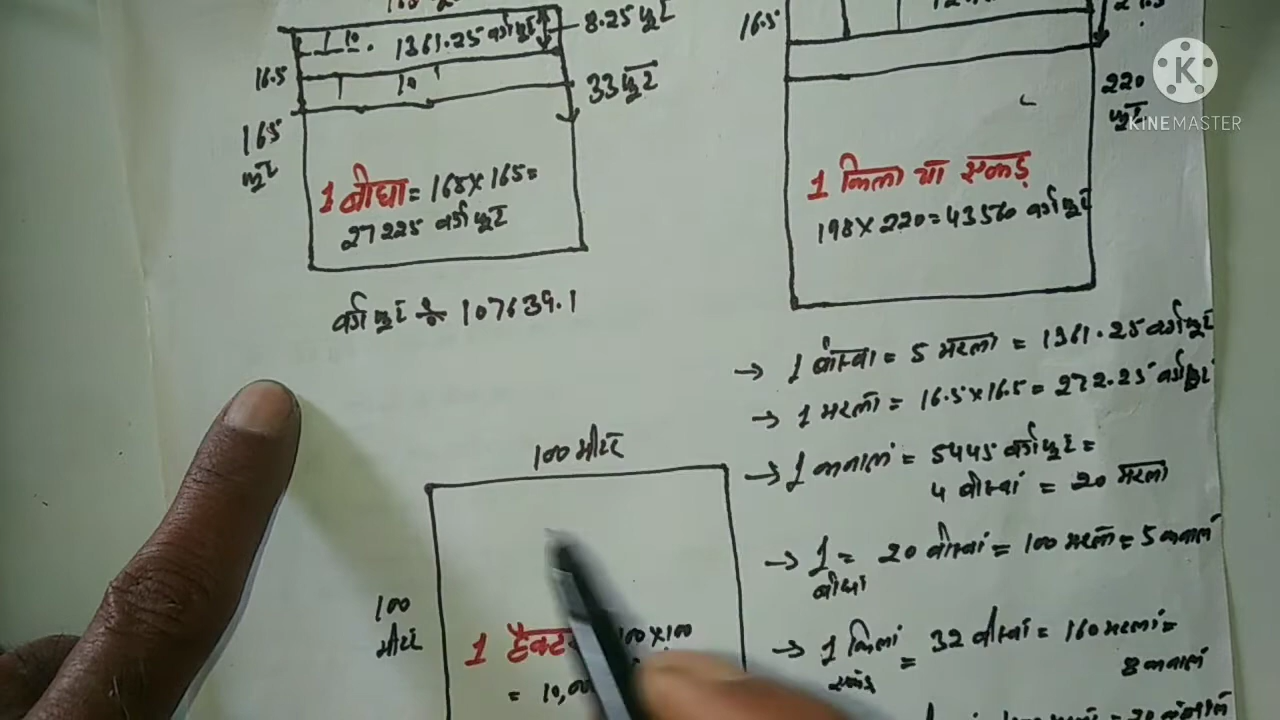 1361.25 वर्ग फूट
8.25 फूट
16.5
10
33 फूट
165
फूट
1 बीघा = 165 x 165 =
27225 वर्ग फूट
वर्ग फूट ÷ 107639.1
16.5
220
फूट
KINEMASTER
1 किला या एकड़
198 x 220 = 43560 वर्ग फूट
→ 1 बीस्वा = 5 मरला = 1361.25 वर्ग फूट
→ 1 मरला = 16.5 x 16.5 = 272.25 वर्ग फूट
→ 1 कनाल = 5445 वर्ग फूट =
4 बीस्वा = 20 मरला
→ 1 = 20 बीस्वा = 100 मरला = 5 कनाल
बीघा
→ 1 किला = 32 बीस्वा = 160 मरला =
8 कनाल
100 मीटर
100
मीटर
1 100 x 100
= 10,00